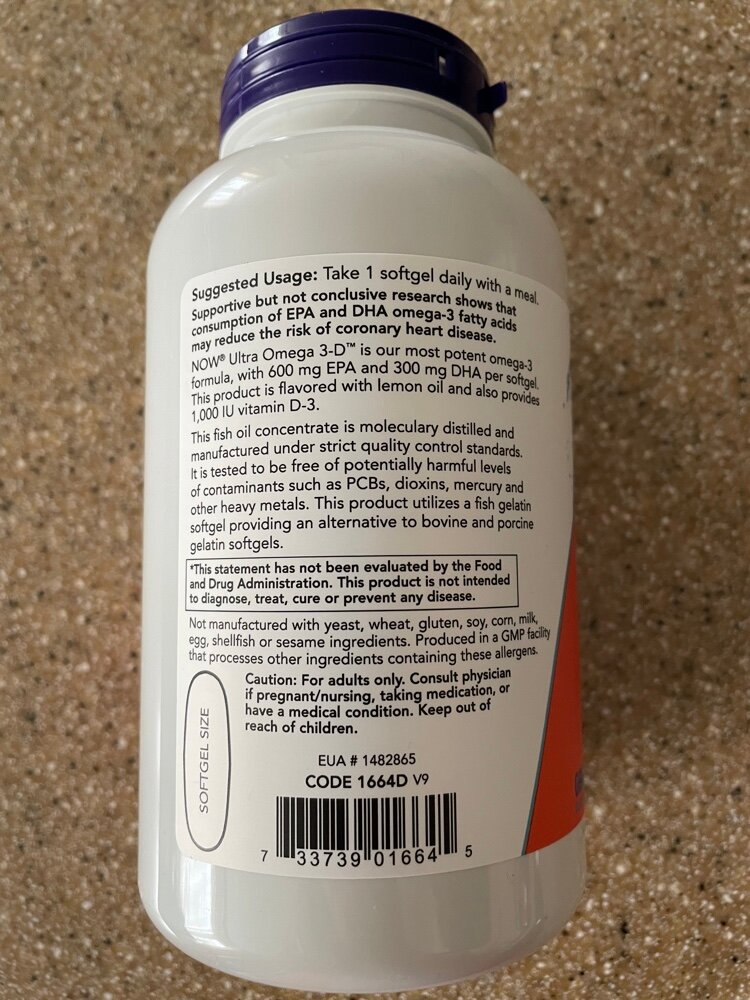 Suggested Usage: Take 1 softgel daily with a meal.
Supportive but not conclusive research shows that
consumption of EPA and DHA omega-3 fatty acids
may reduce the risk of coronary heart disease.
NOW® Ultra Omega 3-D™ is our most potent omega-3
formula, with 600 mg EPA and 300 mg DHA per softgel.
This product is flavored with lemon oil and also provides
1,000 IU vitamin D-3.
This fish oil concentrate is moleculary distilled and
manufactured under strict quality control standards.
It is tested to be free of potentially harmful levels
of contaminants such as PCBs, dioxins, mercury and
other heavy metals. This product utilizes a fish gelatin
softgel providing an alternative to bovine and porcine
gelatin softgels.
*This statement has not been evaluated by the Food
and Drug Administration. This product is not intended
to diagnose, treat, cure or prevent any disease.
Not manufactured with yeast, wheat, gluten, soy, corn, milk,
egg, shellfish or sesame ingredients. Produced in a GMP facility
that processes other ingredients containing these allergens.
SOFTGEL SIZE
Caution: For adults only. Consult physician
if pregnant/nursing, taking medication, or
have a medical condition. Keep out of
reach of children.
EUA # 1482865
CODE 1664D V9
7 33739 01664 5